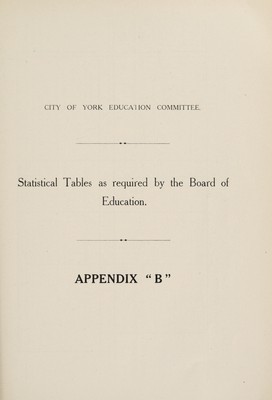 CITY OF YORK EDUCATION COMMITTEE.
Statistical Tables as required by the Board of
Education.
APPENDIX “B”